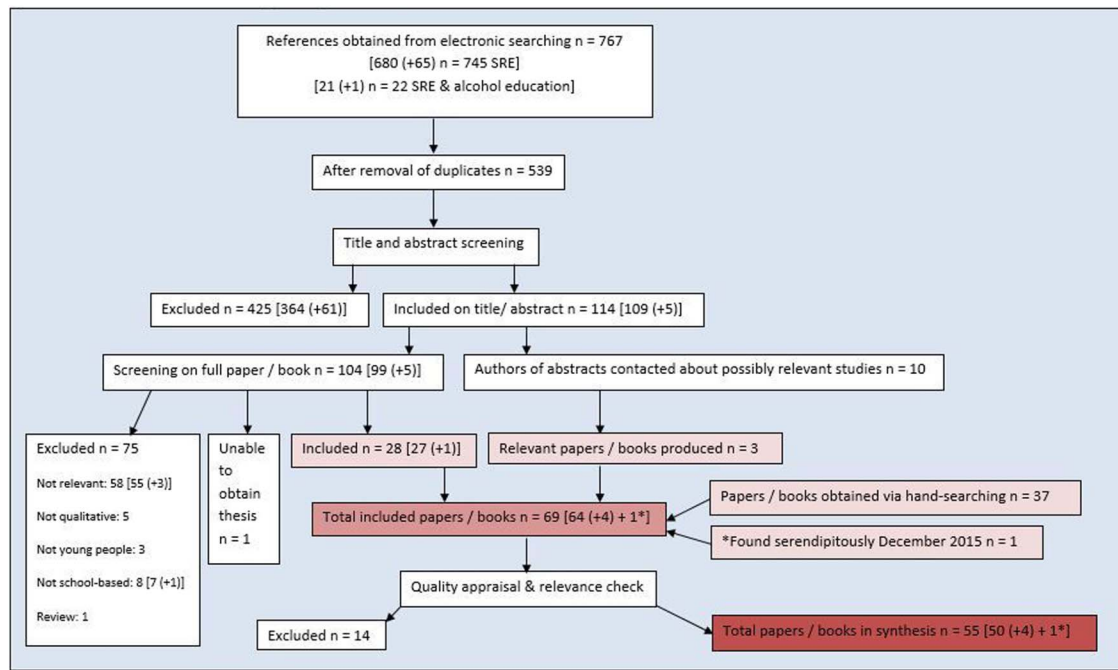 References obtained from electronic searching n = 767
[680 (+65) n = 745 SRE]
[21 (+1) n = 22 SRE & alcohol education]
After removal of duplicates n = 539
Title and abstract screening
Excluded n = 425 [364 (+61)]
Included on title/ abstract n = 114 [109 (+5)]
Screening on full paper / book n = 104 [99 (+5)]
Authors of abstracts contacted about possibly relevant studies n = 10
Excluded n = 75
Not relevant: 58 [55 (+3)]
Not qualitative: 5
Not young people: 3
Not school-based: 8 [7 (+1)]
Review: 1
Unable
to
obtain
thesis
n = 1
Included n = 28 [27 (+1)]
Relevant papers / books produced n = 3
Papers / books obtained via hand-searching n = 37
Total included papers / books n = 69 [64 (+4) + 1*]
*Found serendipitously December 2015 n = 1
Quality appraisal & relevance check
Excluded n = 14
Total papers / books in synthesis n = 55 [50 (+4) + 1*]